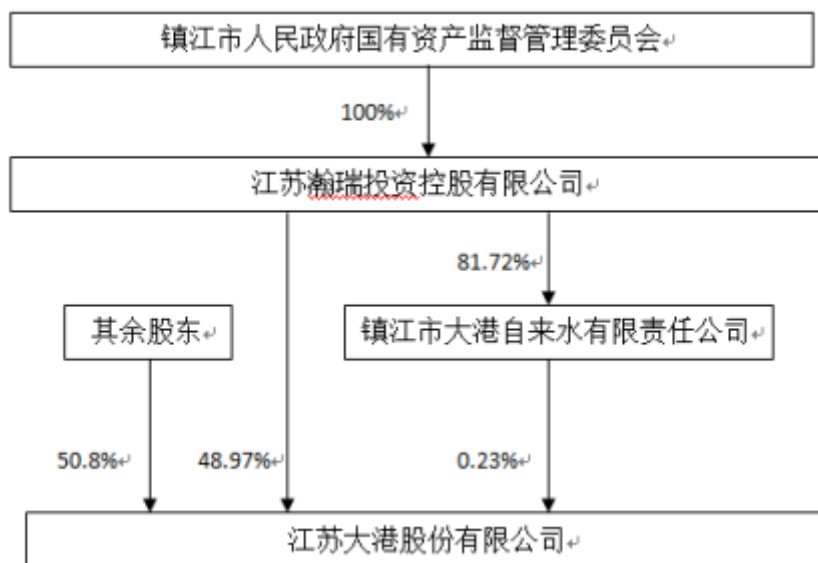 镇江市人民政府国有资产监督管理委员会
100%
江苏瀚瑞投资控股有限公司
81.72%
其余股东
镇江市大港自来水有限责任公司
50.8%
48.97%
0.23%
江苏大港股份有限公司